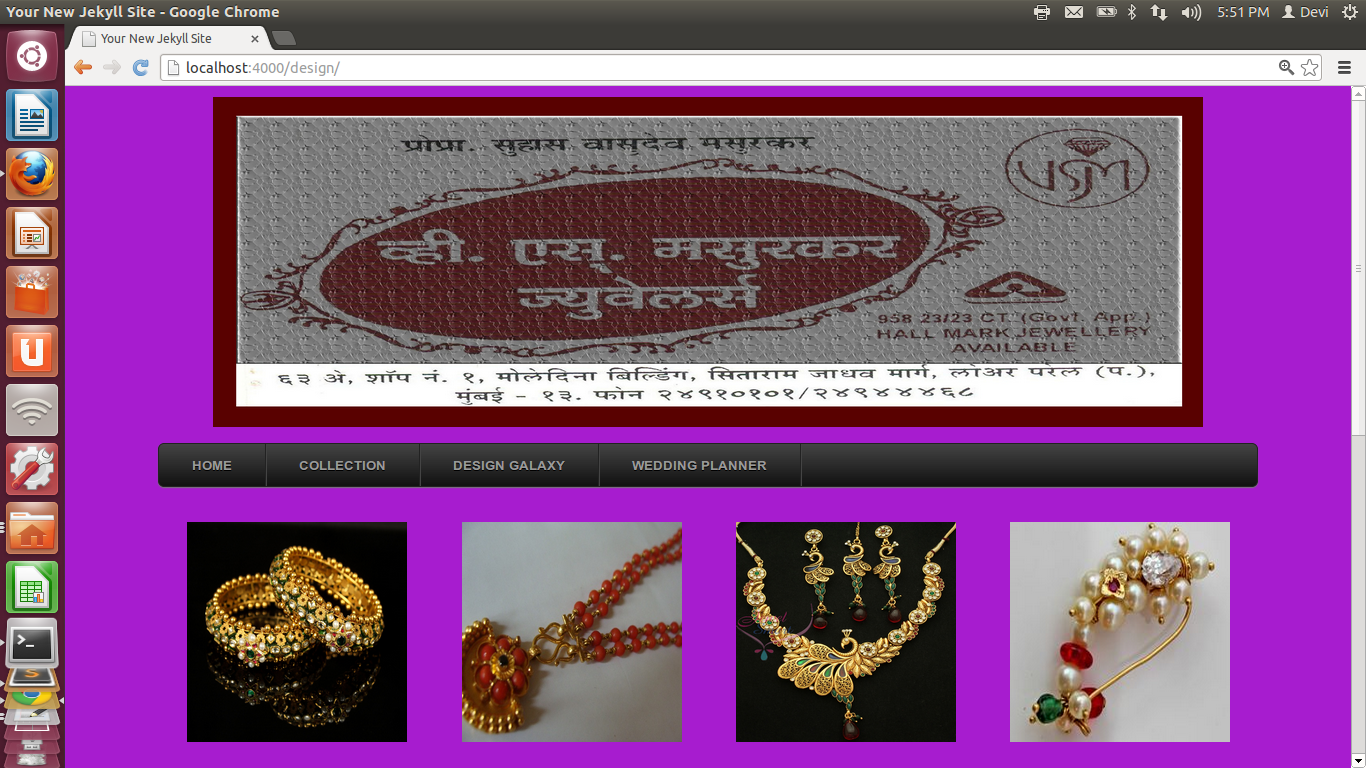 Your New Jekyll Site - Google Chrome
5:51 PM Devi
Your New Jekyll Site
localhost:4000/design/
प्रोप्रा. सुहास वासुदेव मसुरकर
VSJM
व्ही. एस्. मसुरकर
ज्युवेलर्स
958 23/23 CT. (Govt. App.)
HALL MARK JEWELLERY
AVAILABLE
६३ अे, शॉप नं. १, मोलेदिना बिल्डिंग, सिताराम जाधव मार्ग, लोअर परेल (प.),
मुंबई - १३. फोन २४९१०१०१/२४९४४४६८
HOME
COLLECTION
DESIGN GALAXY
WEDDING PLANNER